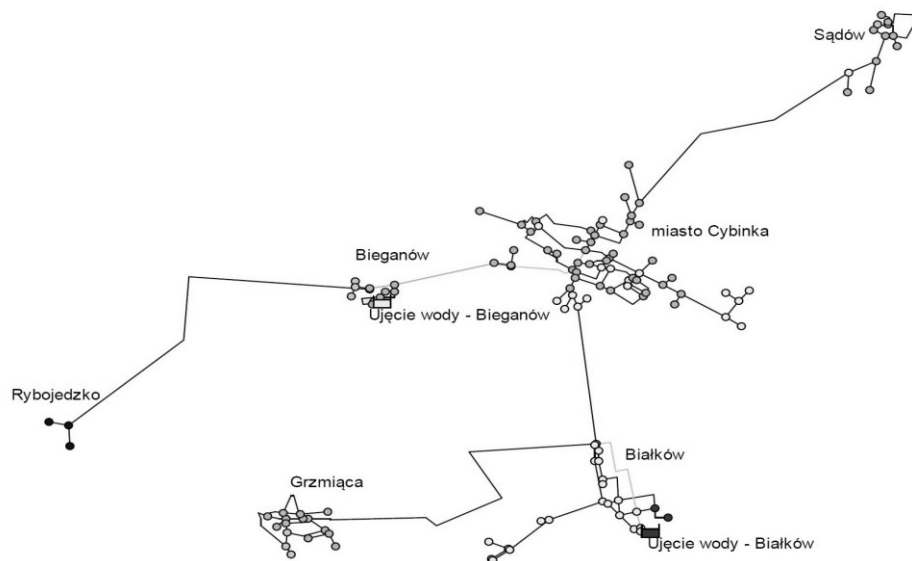 Sądów
miasto Cybinka
Bieganów
Ujęcie wody - Bieganów
Rybojedzko
Białków
Grzmiąca
Ujęcie wody - Białków